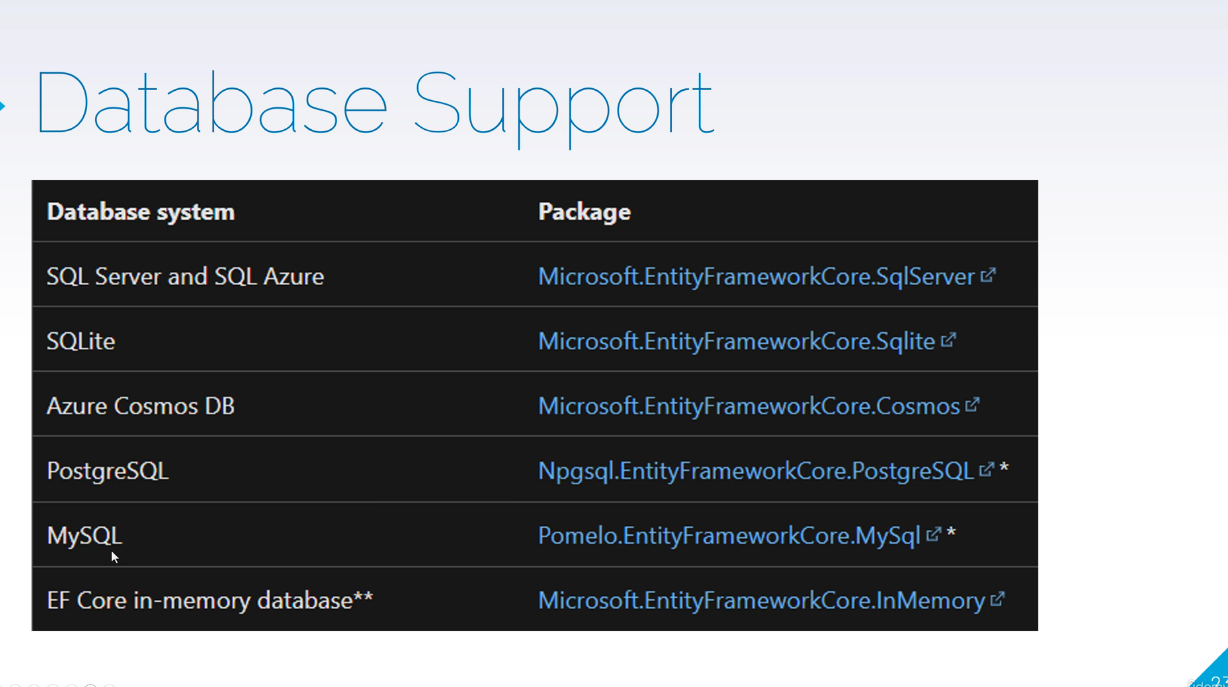 Database Support
Database system Package
SQL Server and SQL Azure Microsoft.EntityFrameworkCore.SqlServer
SQLite Microsoft.EntityFrameworkCore.Sqlite
Azure Cosmos DB Microsoft.EntityFrameworkCore.Cosmos
PostgreSQL Npgsql.EntityFrameworkCore.PostgreSQL *
MySQL Pomelo.EntityFrameworkCore.MySql *
EF Core in-memory database** Microsoft.EntityFrameworkCore.InMemory